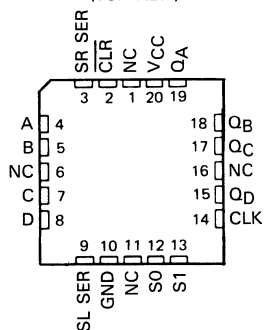 SR SER
CLR
NC
VCC
QA
3 2 1 20 19
A 4
B 5
NC 6
C 7
D 8
18 QB
17 QC
16 NC
15 QD
14 CLK
9 10 11 12 13
SL SER
GND
NC
S0
S1